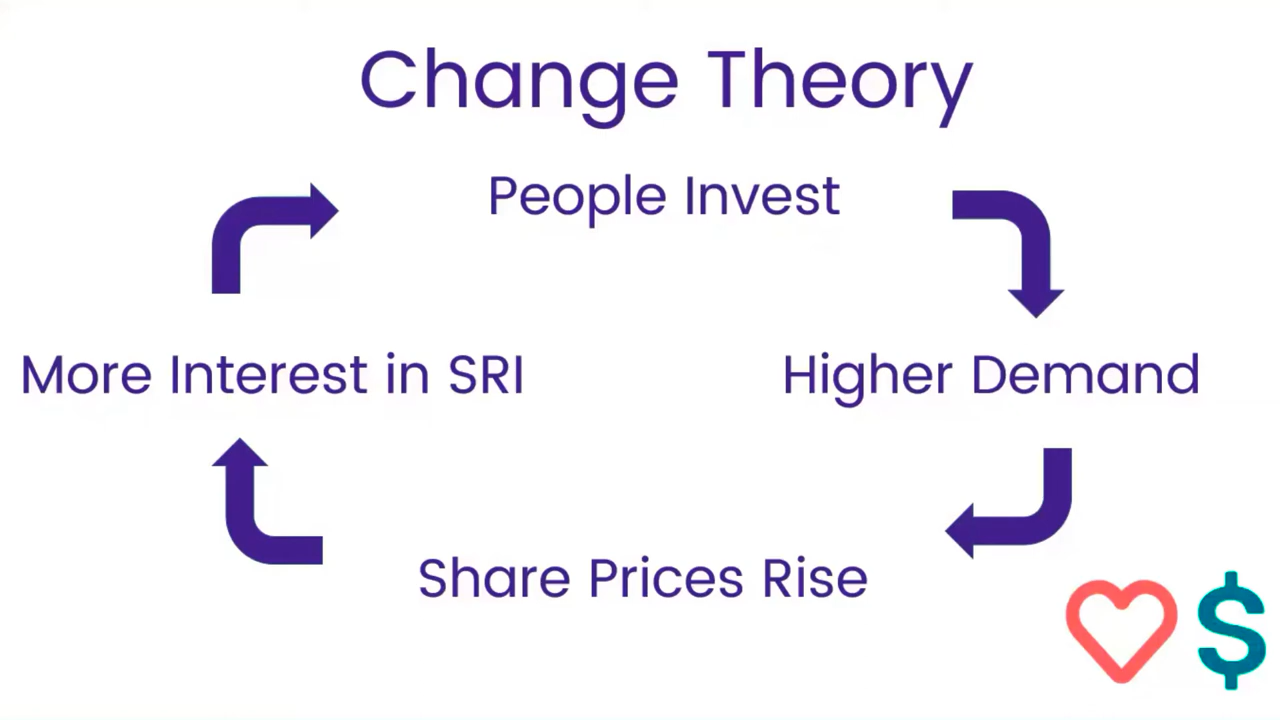 Change Theory
People Invest
More Interest in SRI
Higher Demand
Share Prices Rise
$